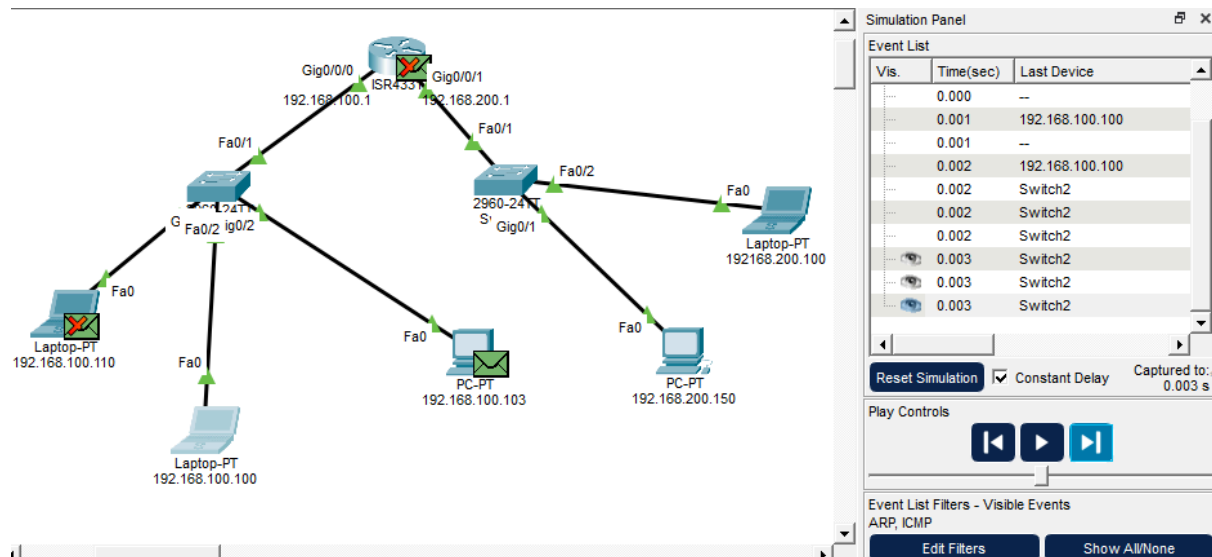 Gig0/0/0
ISR4331
Gig0/0/1
192.168.100.1
192.168.200.1
Fa0/1
Fa0/1
Fa0/2
Fa0
2960-24TT
Gig0/1
Laptop-PT
192168.200.100
Fa0/2
ig0/2
Fa0
Laptop-PT
192.168.100.110
Fa0
PC-PT
192.168.100.103
Fa0
PC-PT
192.168.200.150
Fa0
Laptop-PT
192.168.100.100
Simulation Panel
Event List
Vis. Time(sec) Last Device
0.000 --
0.001 192.168.100.100
0.001 --
0.002 192.168.100.100
0.002 Switch2
0.002 Switch2
0.002 Switch2
0.003 Switch2
0.003 Switch2
0.003 Switch2
Reset Simulation Constant Delay
Captured to:
0.003 s
Play Controls
Event List Filters - Visible Events
ARP, ICMP
Edit Filters Show All/None